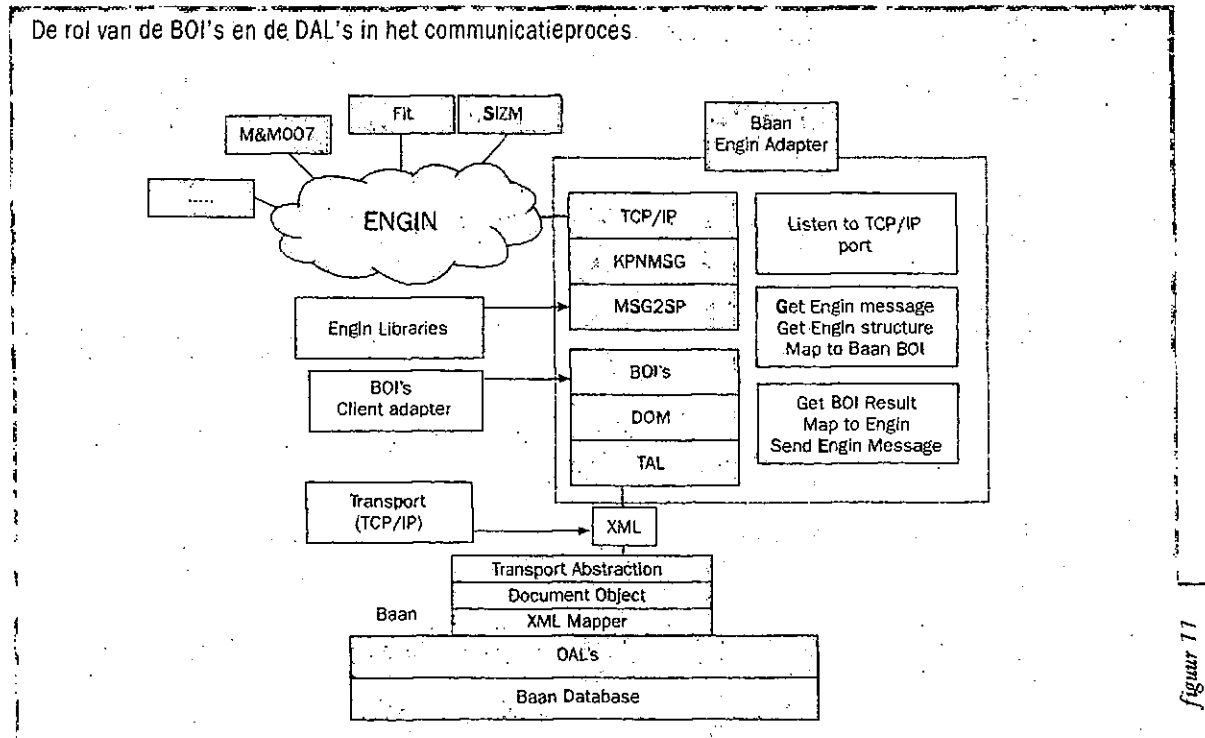 De rol van de BOI's en de DAL's in het communicatieproces
Fit
SIZM
M&M007
.....
ENGIN
Baan
Engin Adapter
TCP/IP
KPNMSG
MSG2SP
Listen to TCP/IP
port
Engin Libraries
Get Engin message
Get Engin structure
Map to Baan BOI
BOI's
Client adapter
BOI's
DOM
TAL
Get BOI Result
Map to Engin
Send Engin Message
Transport
(TCP/IP)
XML
Transport Abstraction
Document Object
XML Mapper
Baan
OAL's
Baan Database
figuur 11